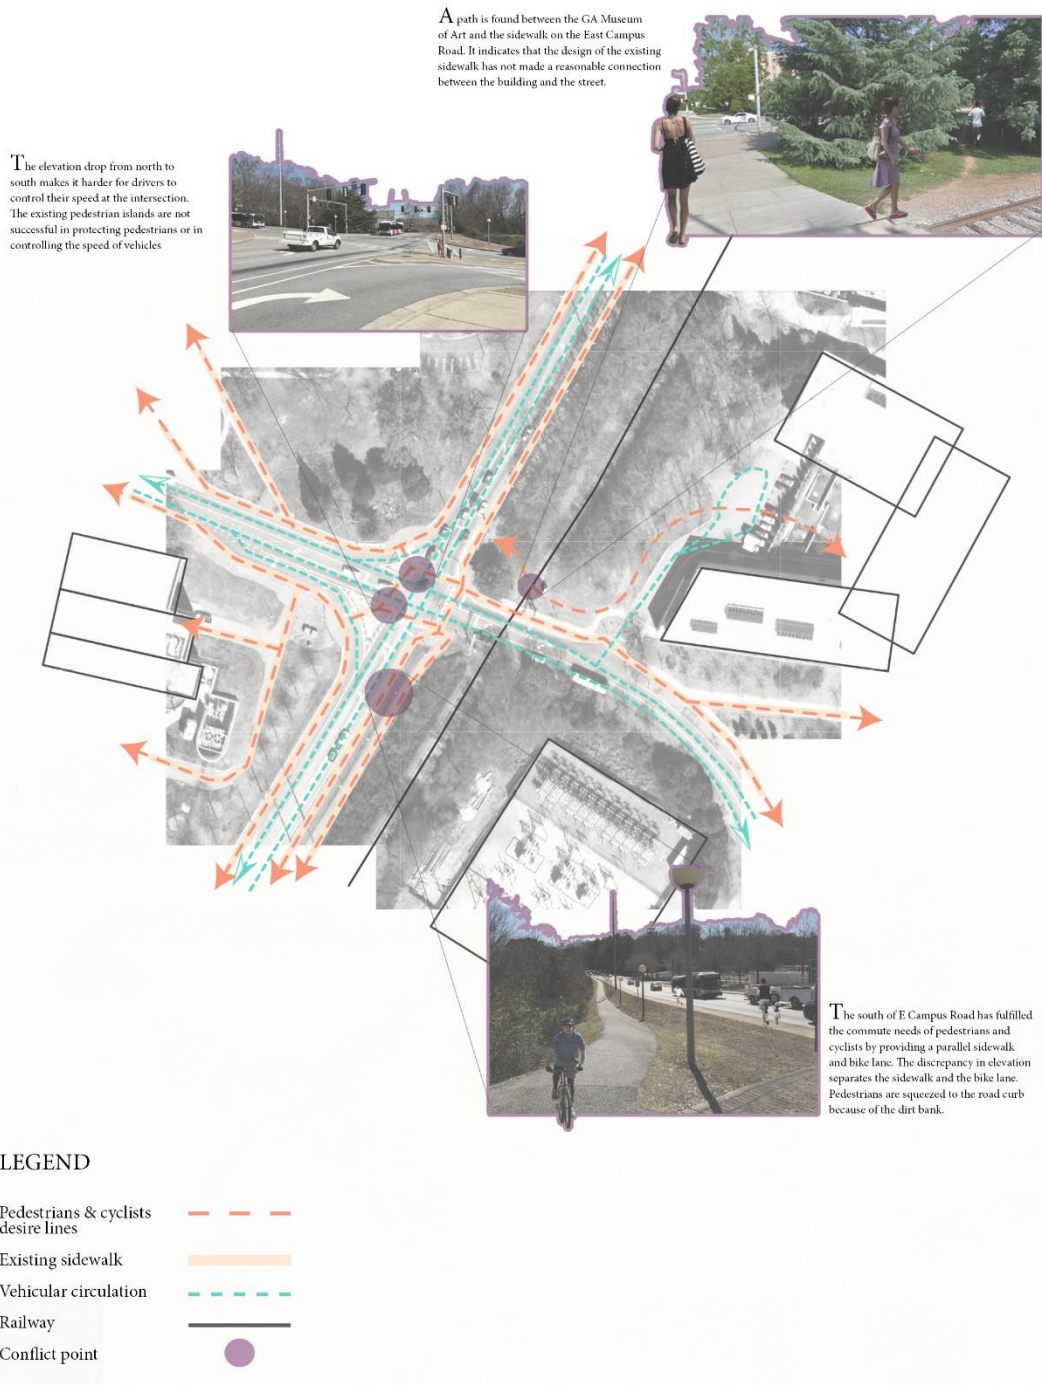 A path is found between the GA Museum
of Art and the sidewalk on the East Campus
Road. It indicates that the design of the existing
sidewalk has not made a reasonable connection
between the building and the street.
The elevation drop from north to
south makes it harder for drivers to
control their speed at the intersection.
The existing pedestrian islands are not
successful in protecting pedestrians or in
controlling the speed of vehicles
The south of E Campus Road has fulfilled
the commute needs of pedestrians and
cyclists by providing a parallel sidewalk
and bike lane. The discrepancy in elevation
separates the sidewalk and the bike lane.
Pedestrians are squeezed to the road curb
because of the dirt bank.
LEGEND
Pedestrians & cyclists
desire lines
Existing sidewalk
Vehicular circulation
Railway
Conflict point